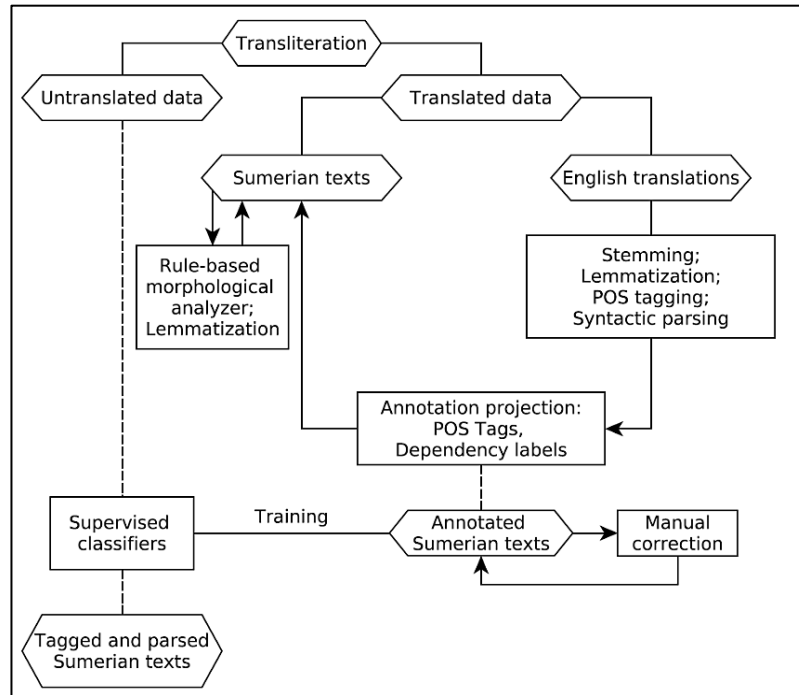 Transliteration
Untranslated data
Translated data
Sumerian texts
English translations
Rule-based
morphological
analyzer;
Lemmatization
Stemming;
Lemmatization;
POS tagging;
Syntactic parsing
Annotation projection:
POS Tags,
Dependency labels
Supervised
classifiers
Training
Annotated
Sumerian texts
Manual
correction
Tagged and parsed
Sumerian texts